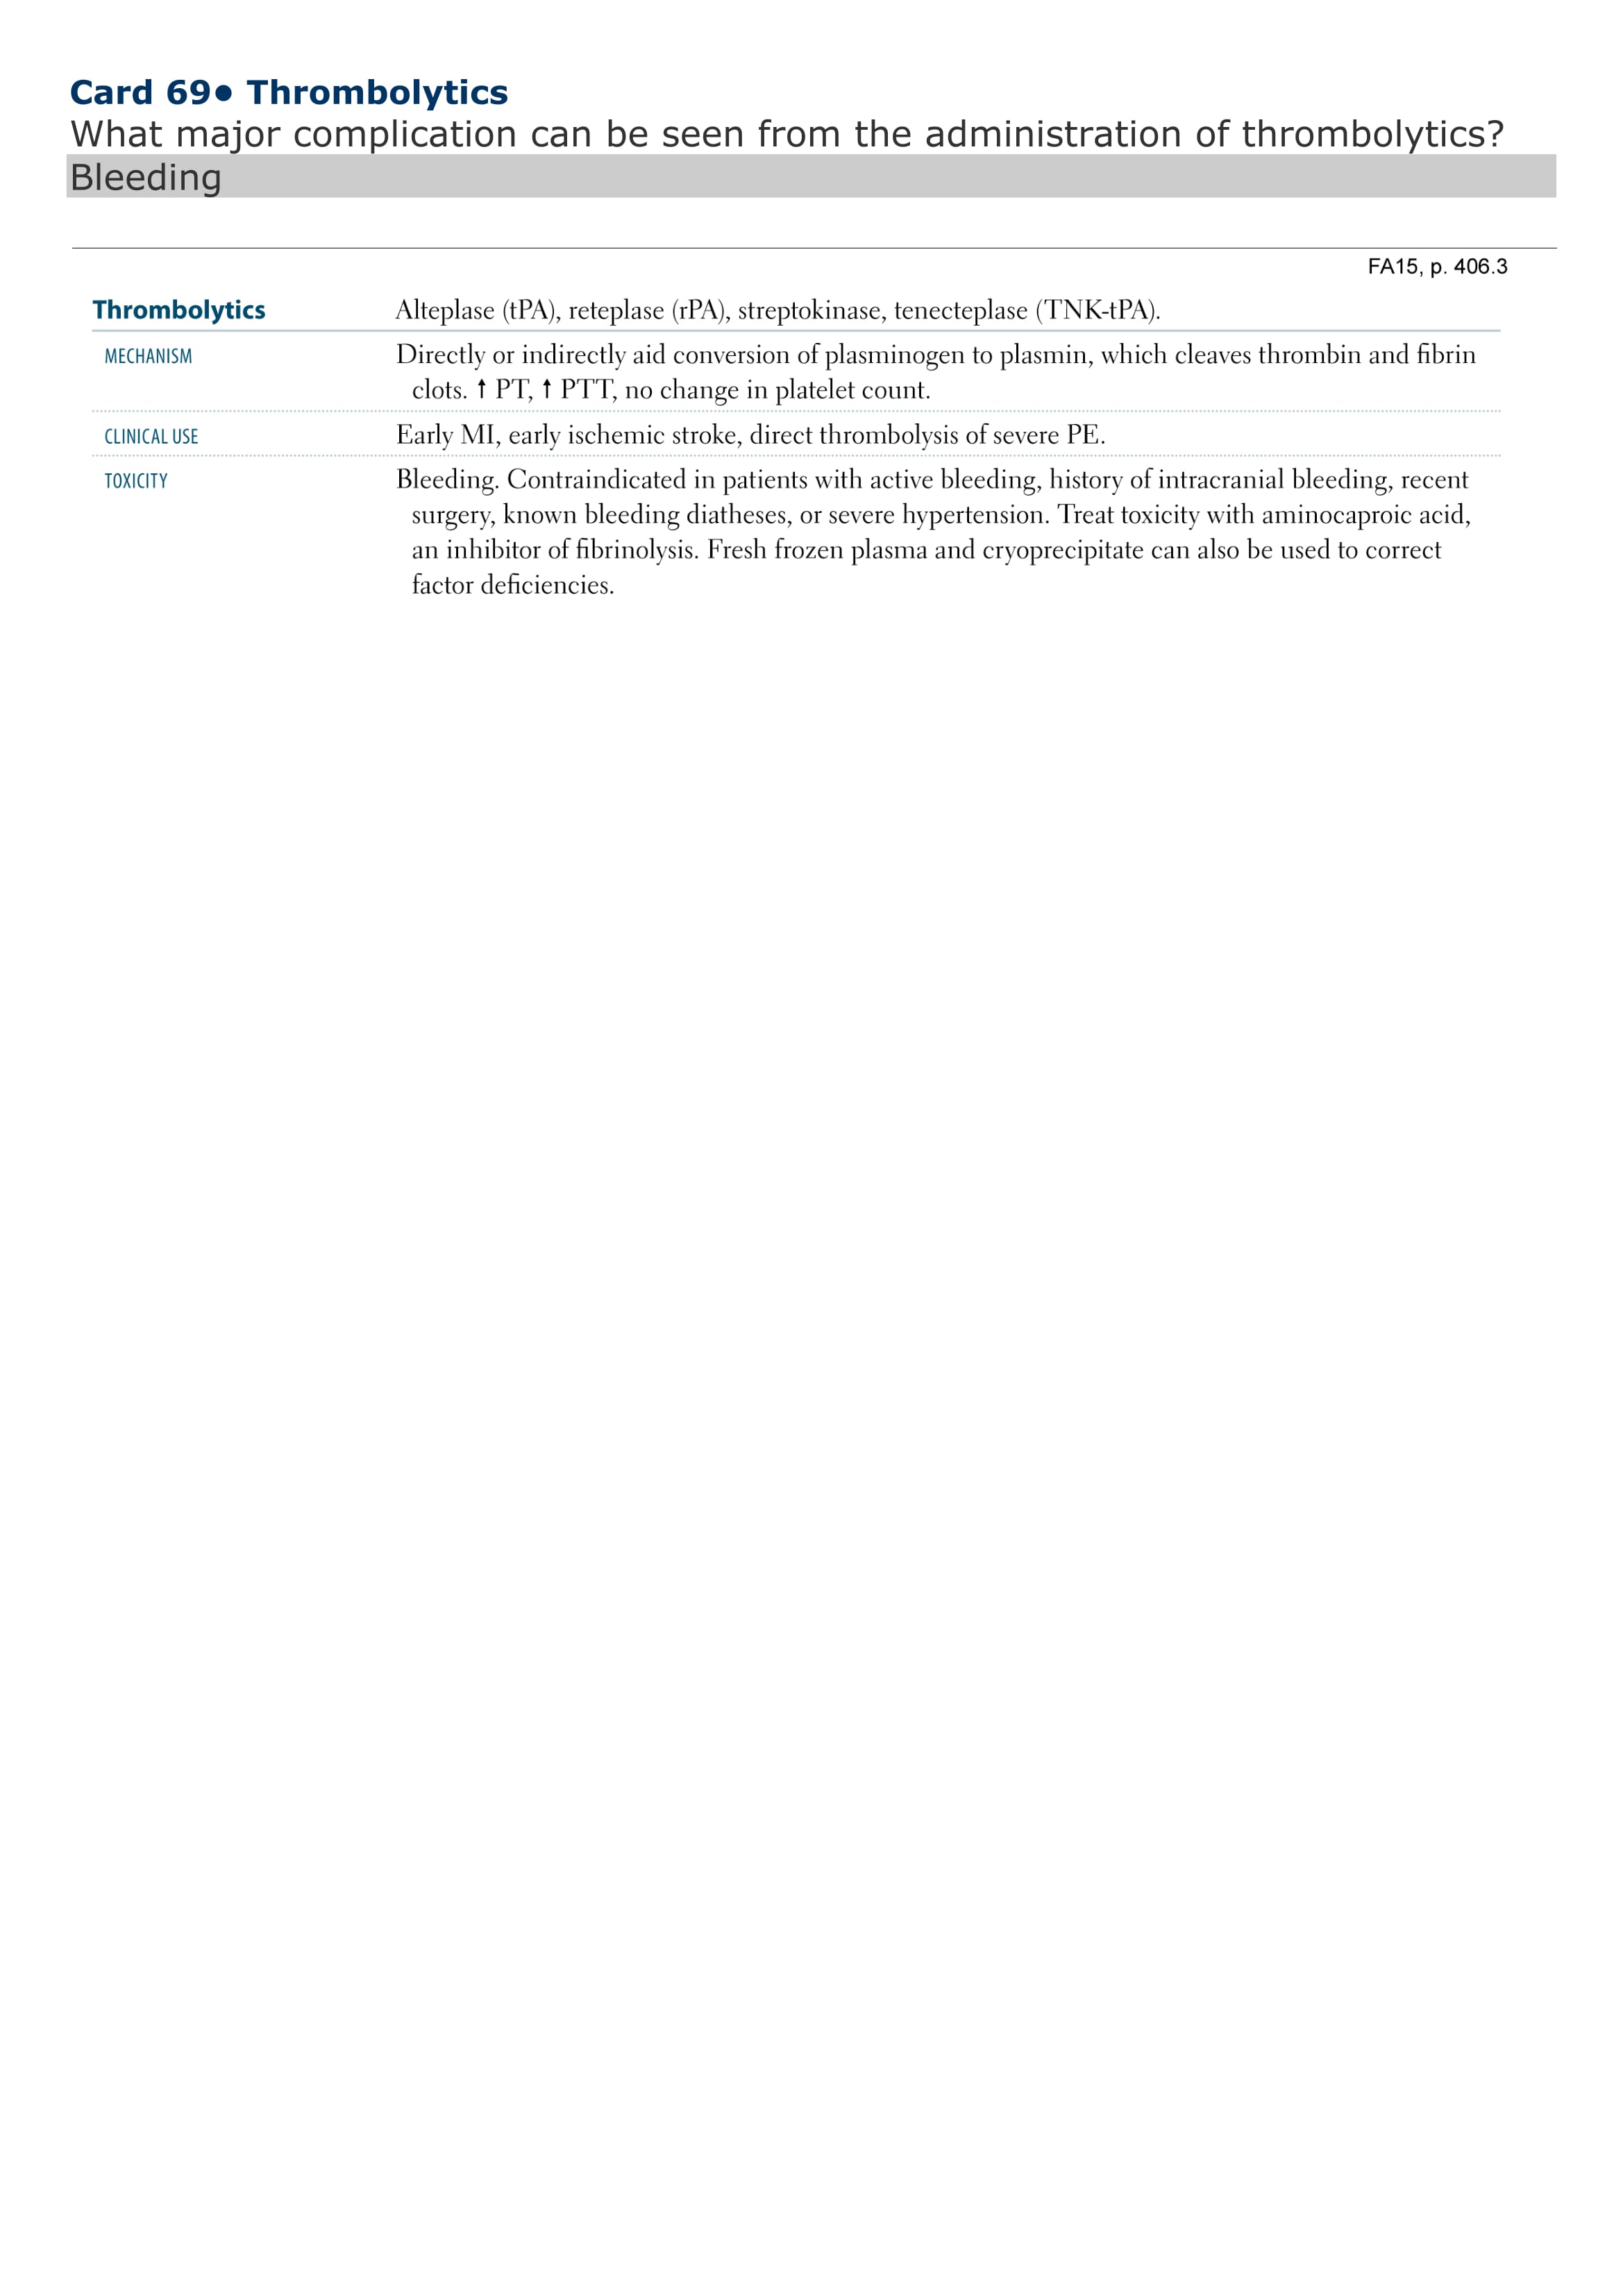 Card 69● Thrombolytics
What major complication can be seen from the administration of thrombolytics?
Bleeding
FA15, p. 406.3
Thrombolytics Alteplase (tPA), reteplase (rPA), streptokinase, tenecteplase (TNK-tPA).
MECHANISM Directly or indirectly aid conversion of plasminogen to plasmin, which cleaves thrombin and fibrin
clots. ↑ PT, ↑ PTT, no change in platelet count.
CLINICAL USE Early MI, early ischemic stroke, direct thrombolysis of severe PE.
TOXICITY Bleeding. Contraindicated in patients with active bleeding, history of intracranial bleeding, recent
surgery, known bleeding diatheses, or severe hypertension. Treat toxicity with aminocaproic acid,
an inhibitor of fibrinolysis. Fresh frozen plasma and cryoprecipitate can also be used to correct
factor deficiencies.